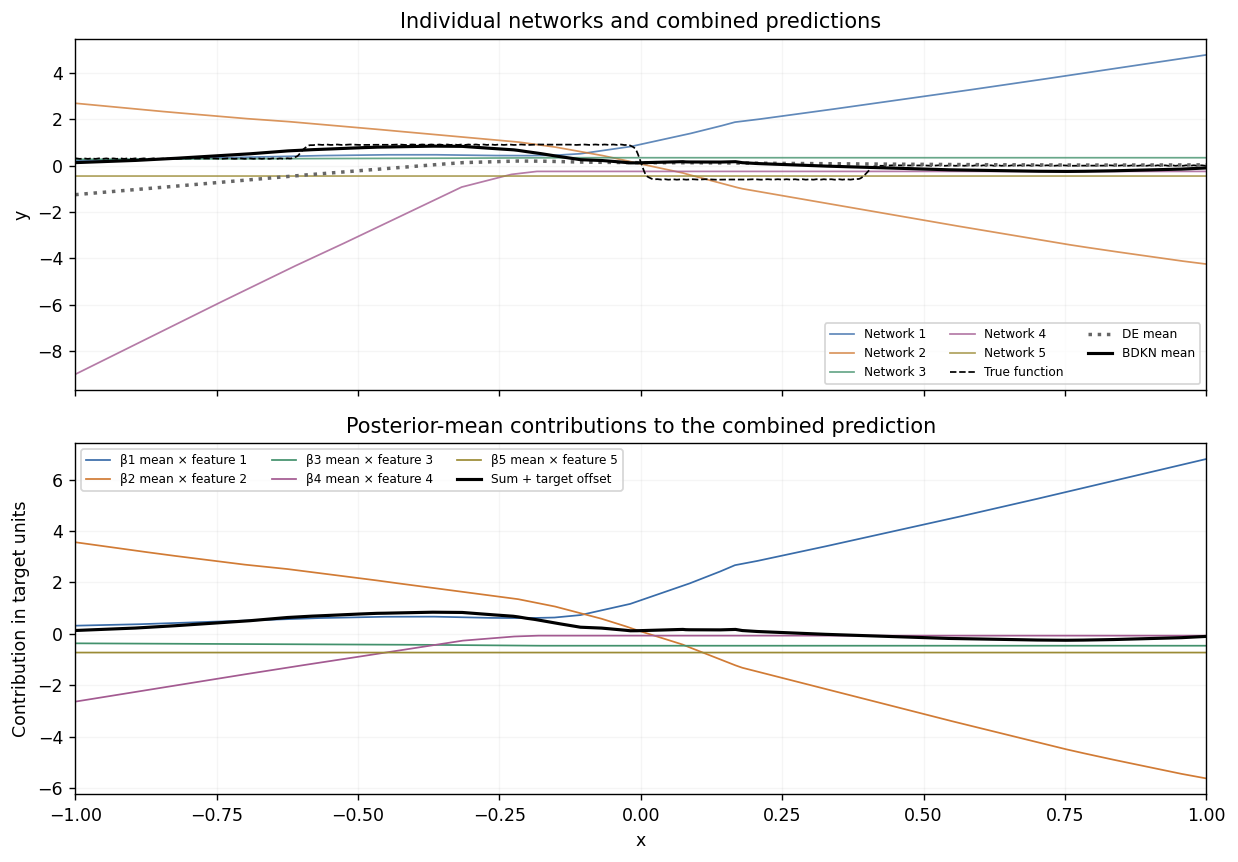 Individual networks and combined predictions
4
2
0
−2
−4
−6
−8
y
Network 1
Network 2
Network 3
Network 4
Network 5
True function
DE mean
BDKN mean
Posterior-mean contributions to the combined prediction
β1 mean × feature 1
β2 mean × feature 2
β3 mean × feature 3
β4 mean × feature 4
β5 mean × feature 5
Sum + target offset
6
4
2
0
−2
−4
−6
Contribution in target units
−1.00 −0.75 −0.50 −0.25 0.00 0.25 0.50 0.75 1.00
x